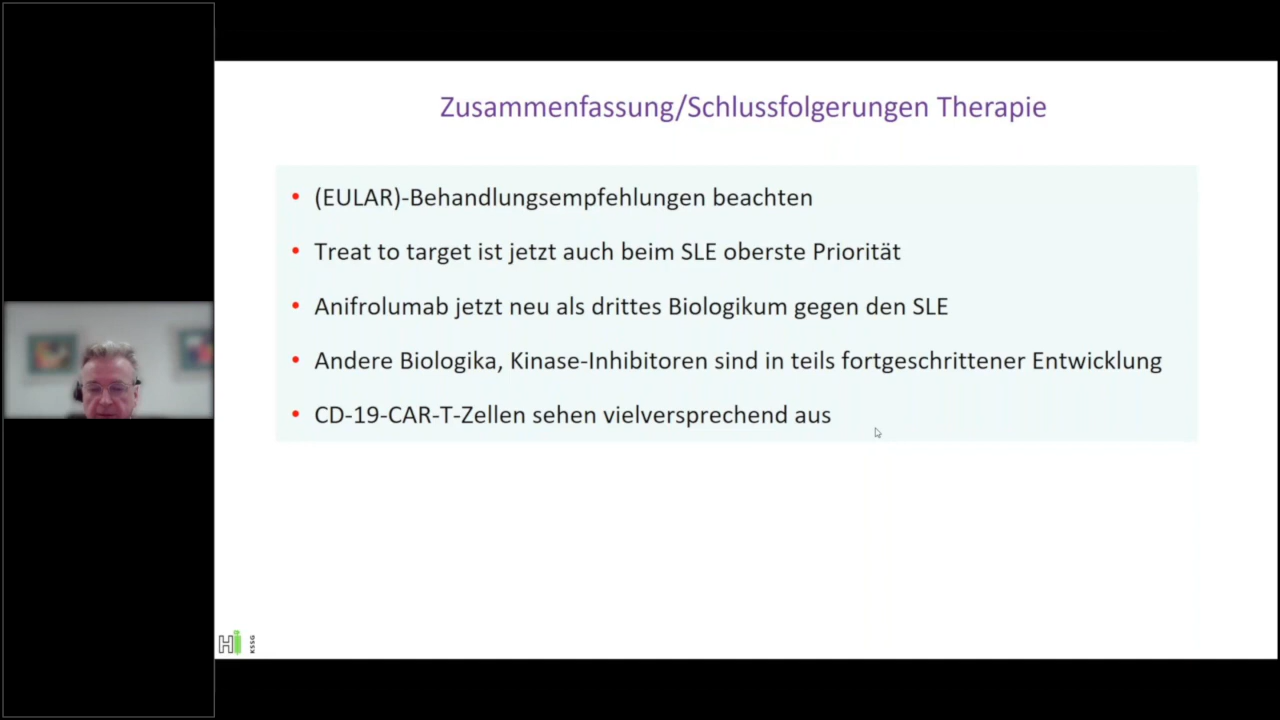 Zusammenfassung/Schlussfolgerungen Therapie
• (EULAR)-Behandlungsempfehlungen beachten
• Treat to target ist jetzt auch beim SLE oberste Priorität
• Anifrolumab jetzt neu als drittes Biologikum gegen den SLE
• Andere Biologika, Kinase-Inhibitoren sind in teils fortgeschrittener Entwicklung
• CD-19-CAR-T-Zellen sehen vielversprechend aus
Hi KSSG